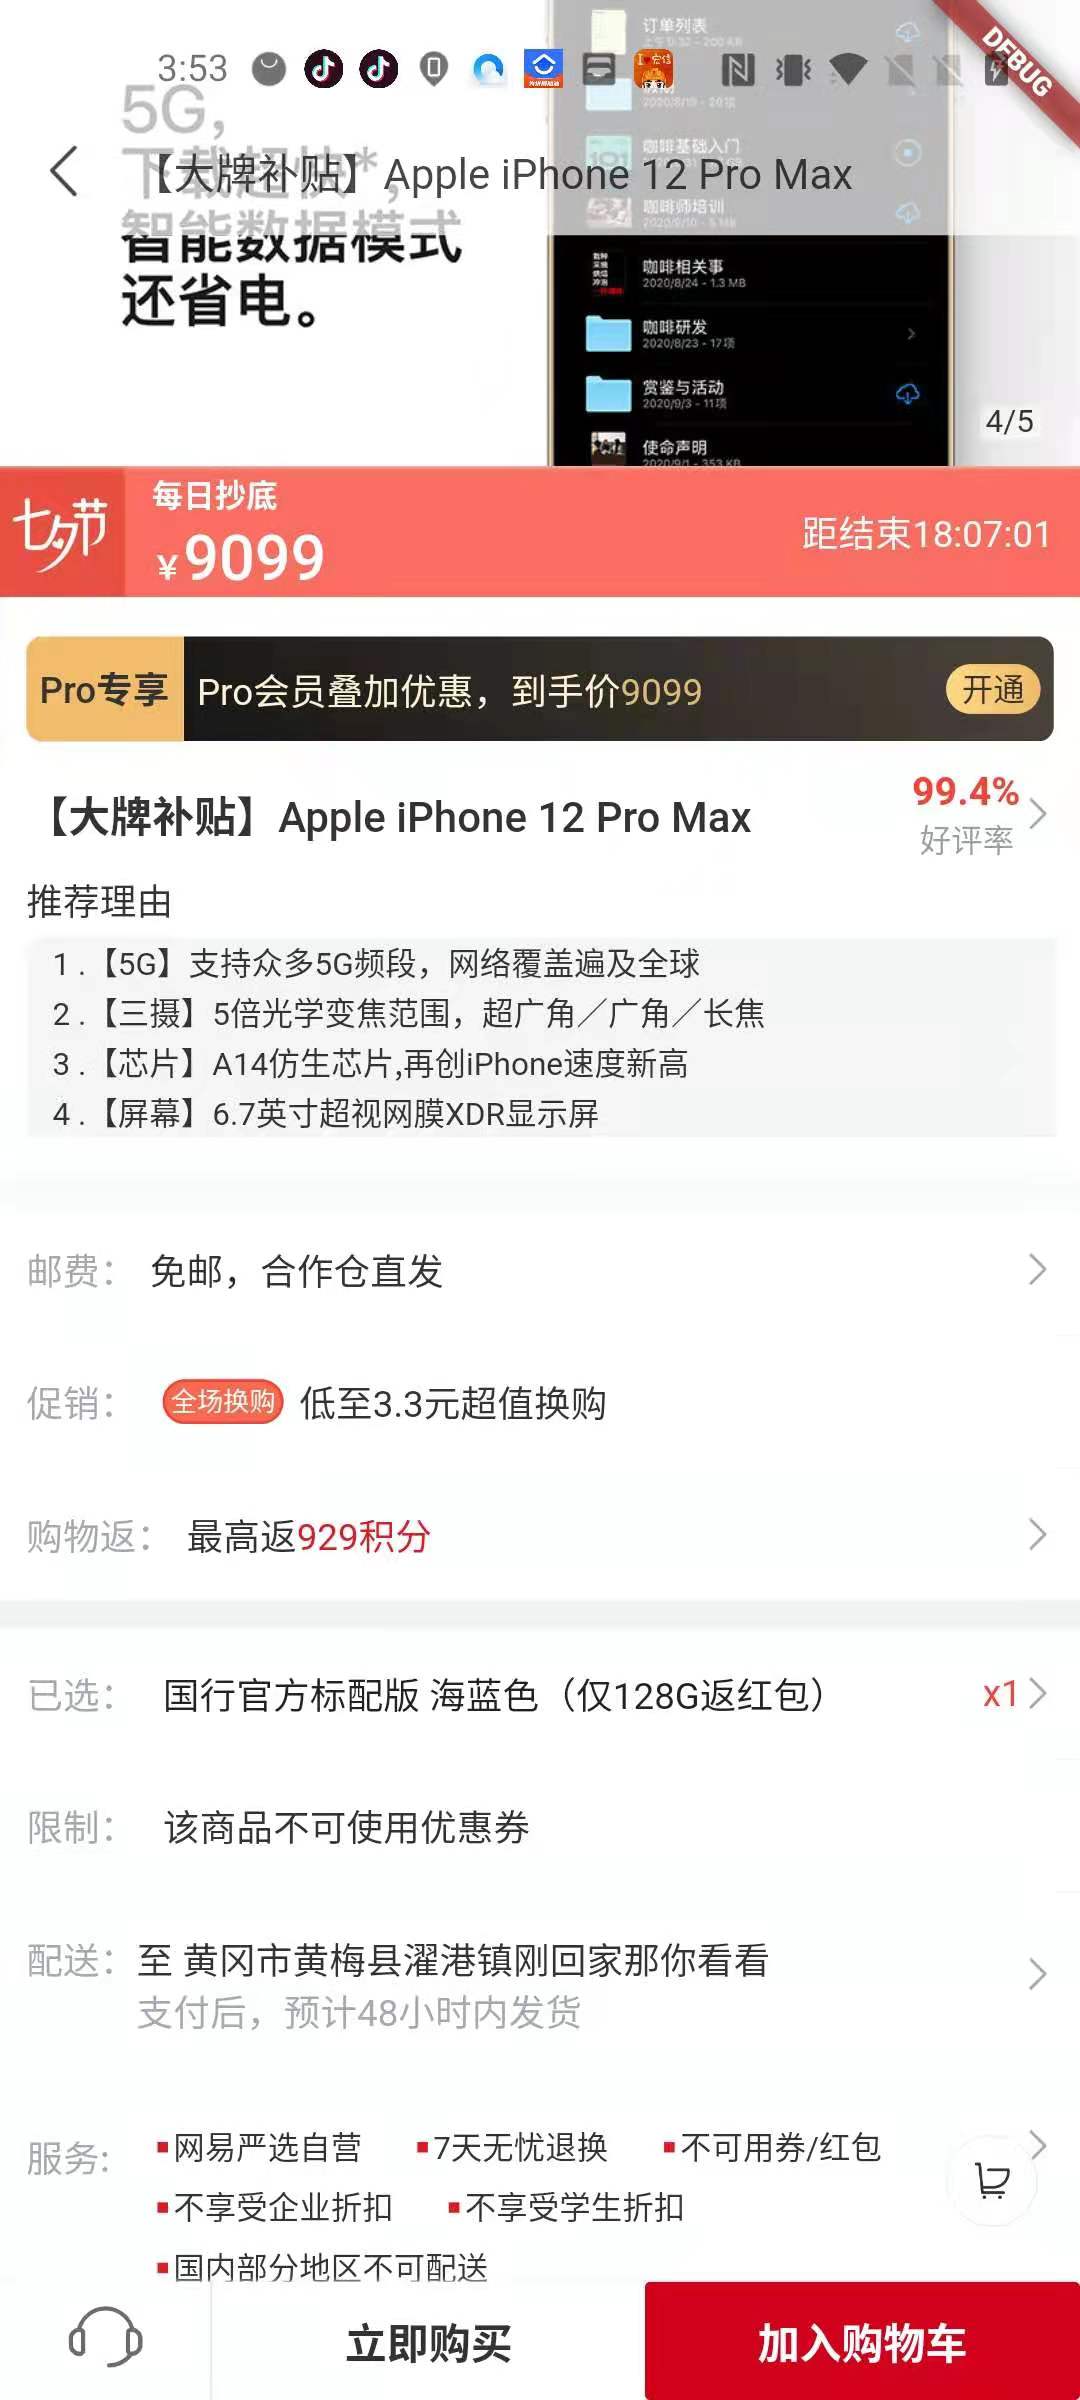 3:53
DEBUG
5G，
下载超快*，
智能数据模式
还省电。
【大牌补贴】Apple iPhone 12 Pro Max
订单列表
2020/8/19 - 20项
咖啡基础入门
咖啡师培训
2020/8/10 - 5 MB
咖啡相关事
2020/8/24 - 1.3 MB
咖啡研发
2020/8/23 - 17项
赏鉴与活动
2020/9/3 - 11项
使命声明
2020/9/1 - 353 KB
4/5
七夕节
每日抄底
¥9099
距结束18:07:01
Pro专享
Pro会员叠加优惠，到手价9099
开通
【大牌补贴】Apple iPhone 12 Pro Max
99.4%
好评率
推荐理由
1 .【5G】支持众多5G频段，网络覆盖遍及全球
2 .【三摄】5倍光学变焦范围，超广角／广角／长焦
3 .【芯片】A14仿生芯片,再创iPhone速度新高
4 .【屏幕】6.7英寸超视网膜XDR显示屏
邮费： 免邮，合作仓直发
促销： 全场换购 低至3.3元超值换购
购物返： 最高返929积分
已选： 国行官方标配版 海蓝色（仅128G返红包） x1
限制： 该商品不可使用优惠券
配送：至 黄冈市黄梅县濯港镇刚回家那你看看
支付后，预计48小时内发货
服务: 网易严选自营 7天无忧退换 不可用券/红包
不享受企业折扣 不享受学生折扣
国内部分地区不可配送
立即购买
加入购物车